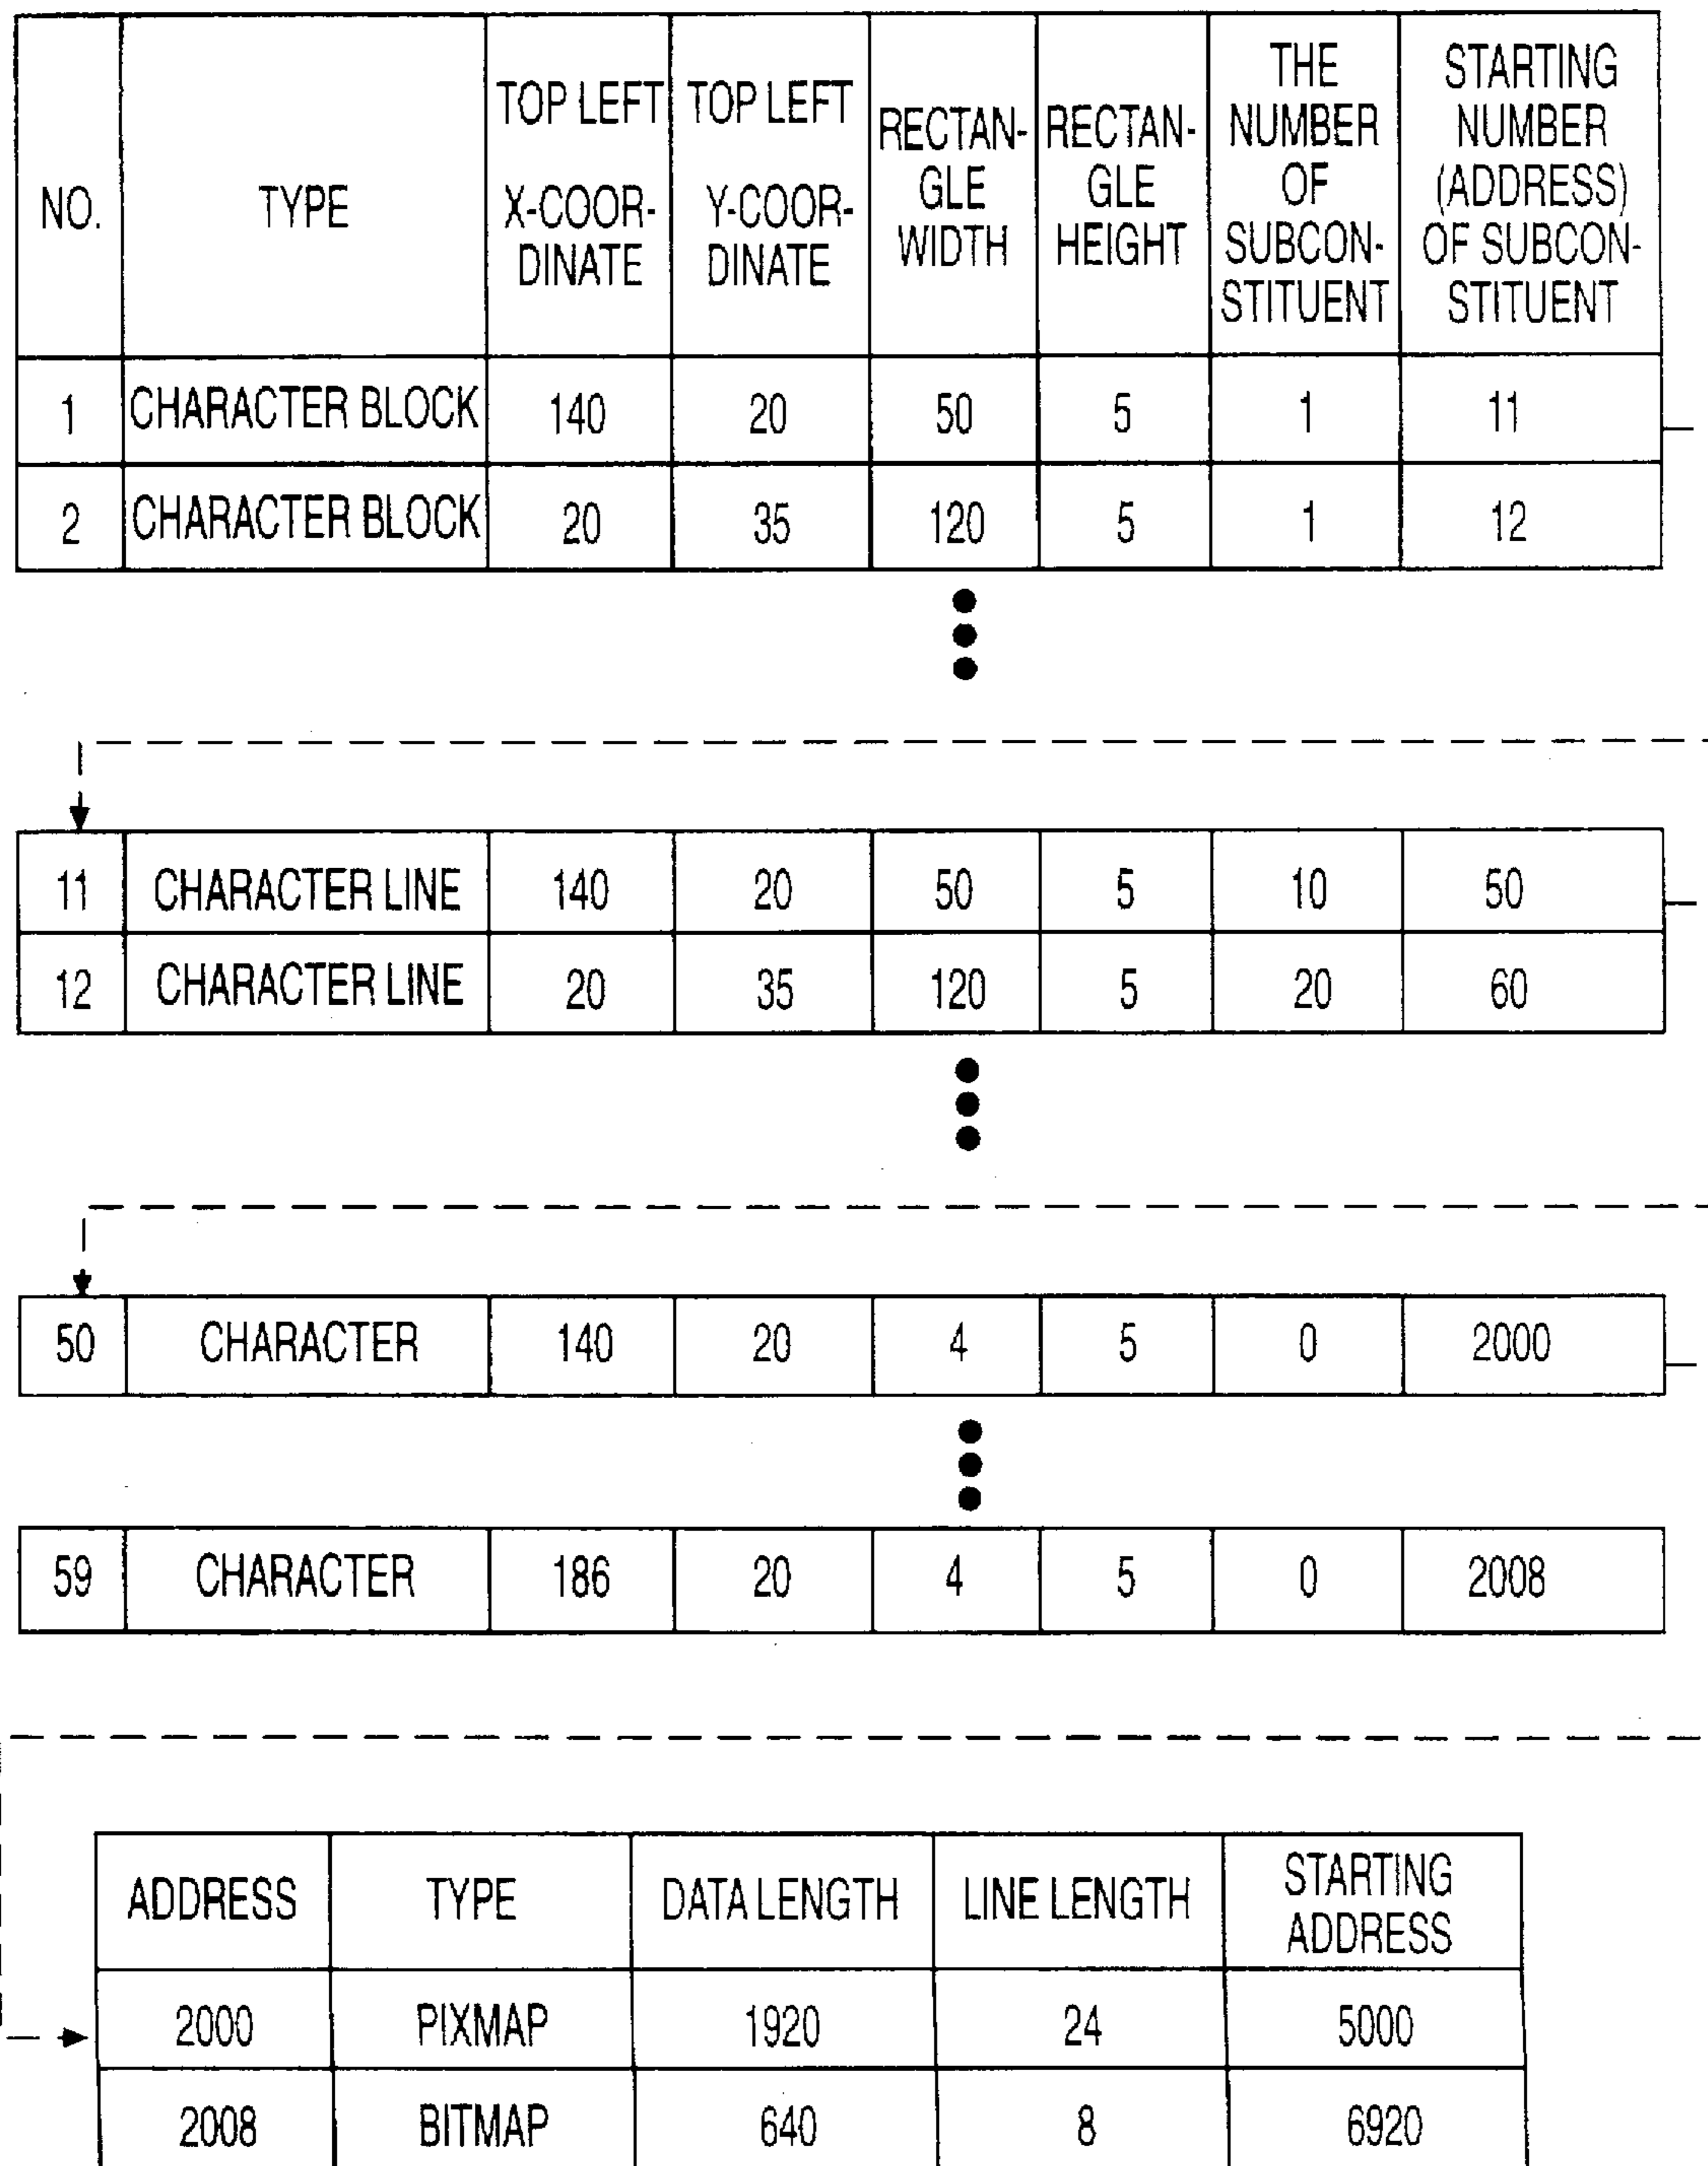 NO. TYPE TOP LEFT X-COOR-DINATE TOP LEFT Y-COOR-DINATE RECTAN-GLE WIDTH RECTAN-GLE HEIGHT THE NUMBER OF SUBCON-STITUENT STARTING NUMBER (ADDRESS) OF SUBCON-STITUENT
1 CHARACTER BLOCK 140 20 50 5 1 11
2 CHARACTER BLOCK 20 35 120 5 1 12
11 CHARACTER LINE 140 20 50 5 10 50
12 CHARACTER LINE 20 35 120 5 20 60
50 CHARACTER 140 20 4 5 0 2000
59 CHARACTER 186 20 4 5 0 2008
ADDRESS TYPE DATA LENGTH LINE LENGTH STARTING ADDRESS
2000 PIXMAP 1920 24 5000
2008 BITMAP 640 8 6920